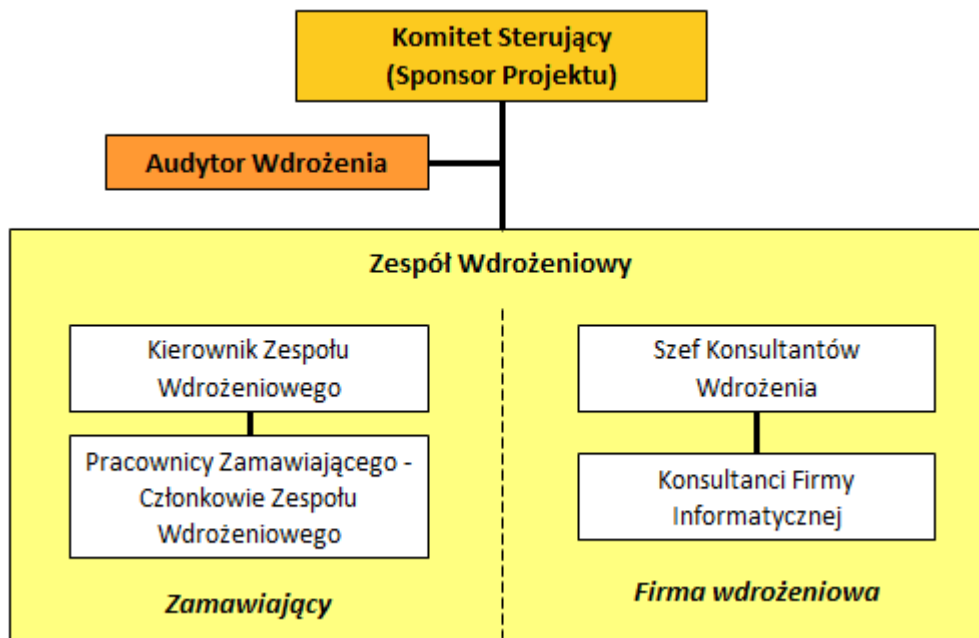 Komitet Sterujący
(Sponsor Projektu)
Audytor Wdrożenia
Zespół Wdrożeniowy
Kierownik Zespołu
Wdrożeniowego
Pracownicy Zamawiającego -
Członkowie Zespołu
Wdrożeniowego
Zamawiający
Szef Konsultantów
Wdrożenia
Konsultanci Firmy
Informatycznej
Firma wdrożeniowa